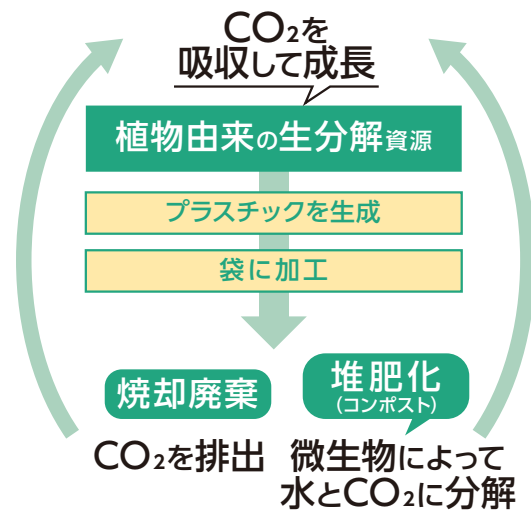 CO₂を
吸収して成長
植物由来の生分解資源
プラスチックを生成
袋に加工
焼却廃棄
CO₂を排出
堆肥化
(コンポスト)
微生物によって
水とCO₂に分解